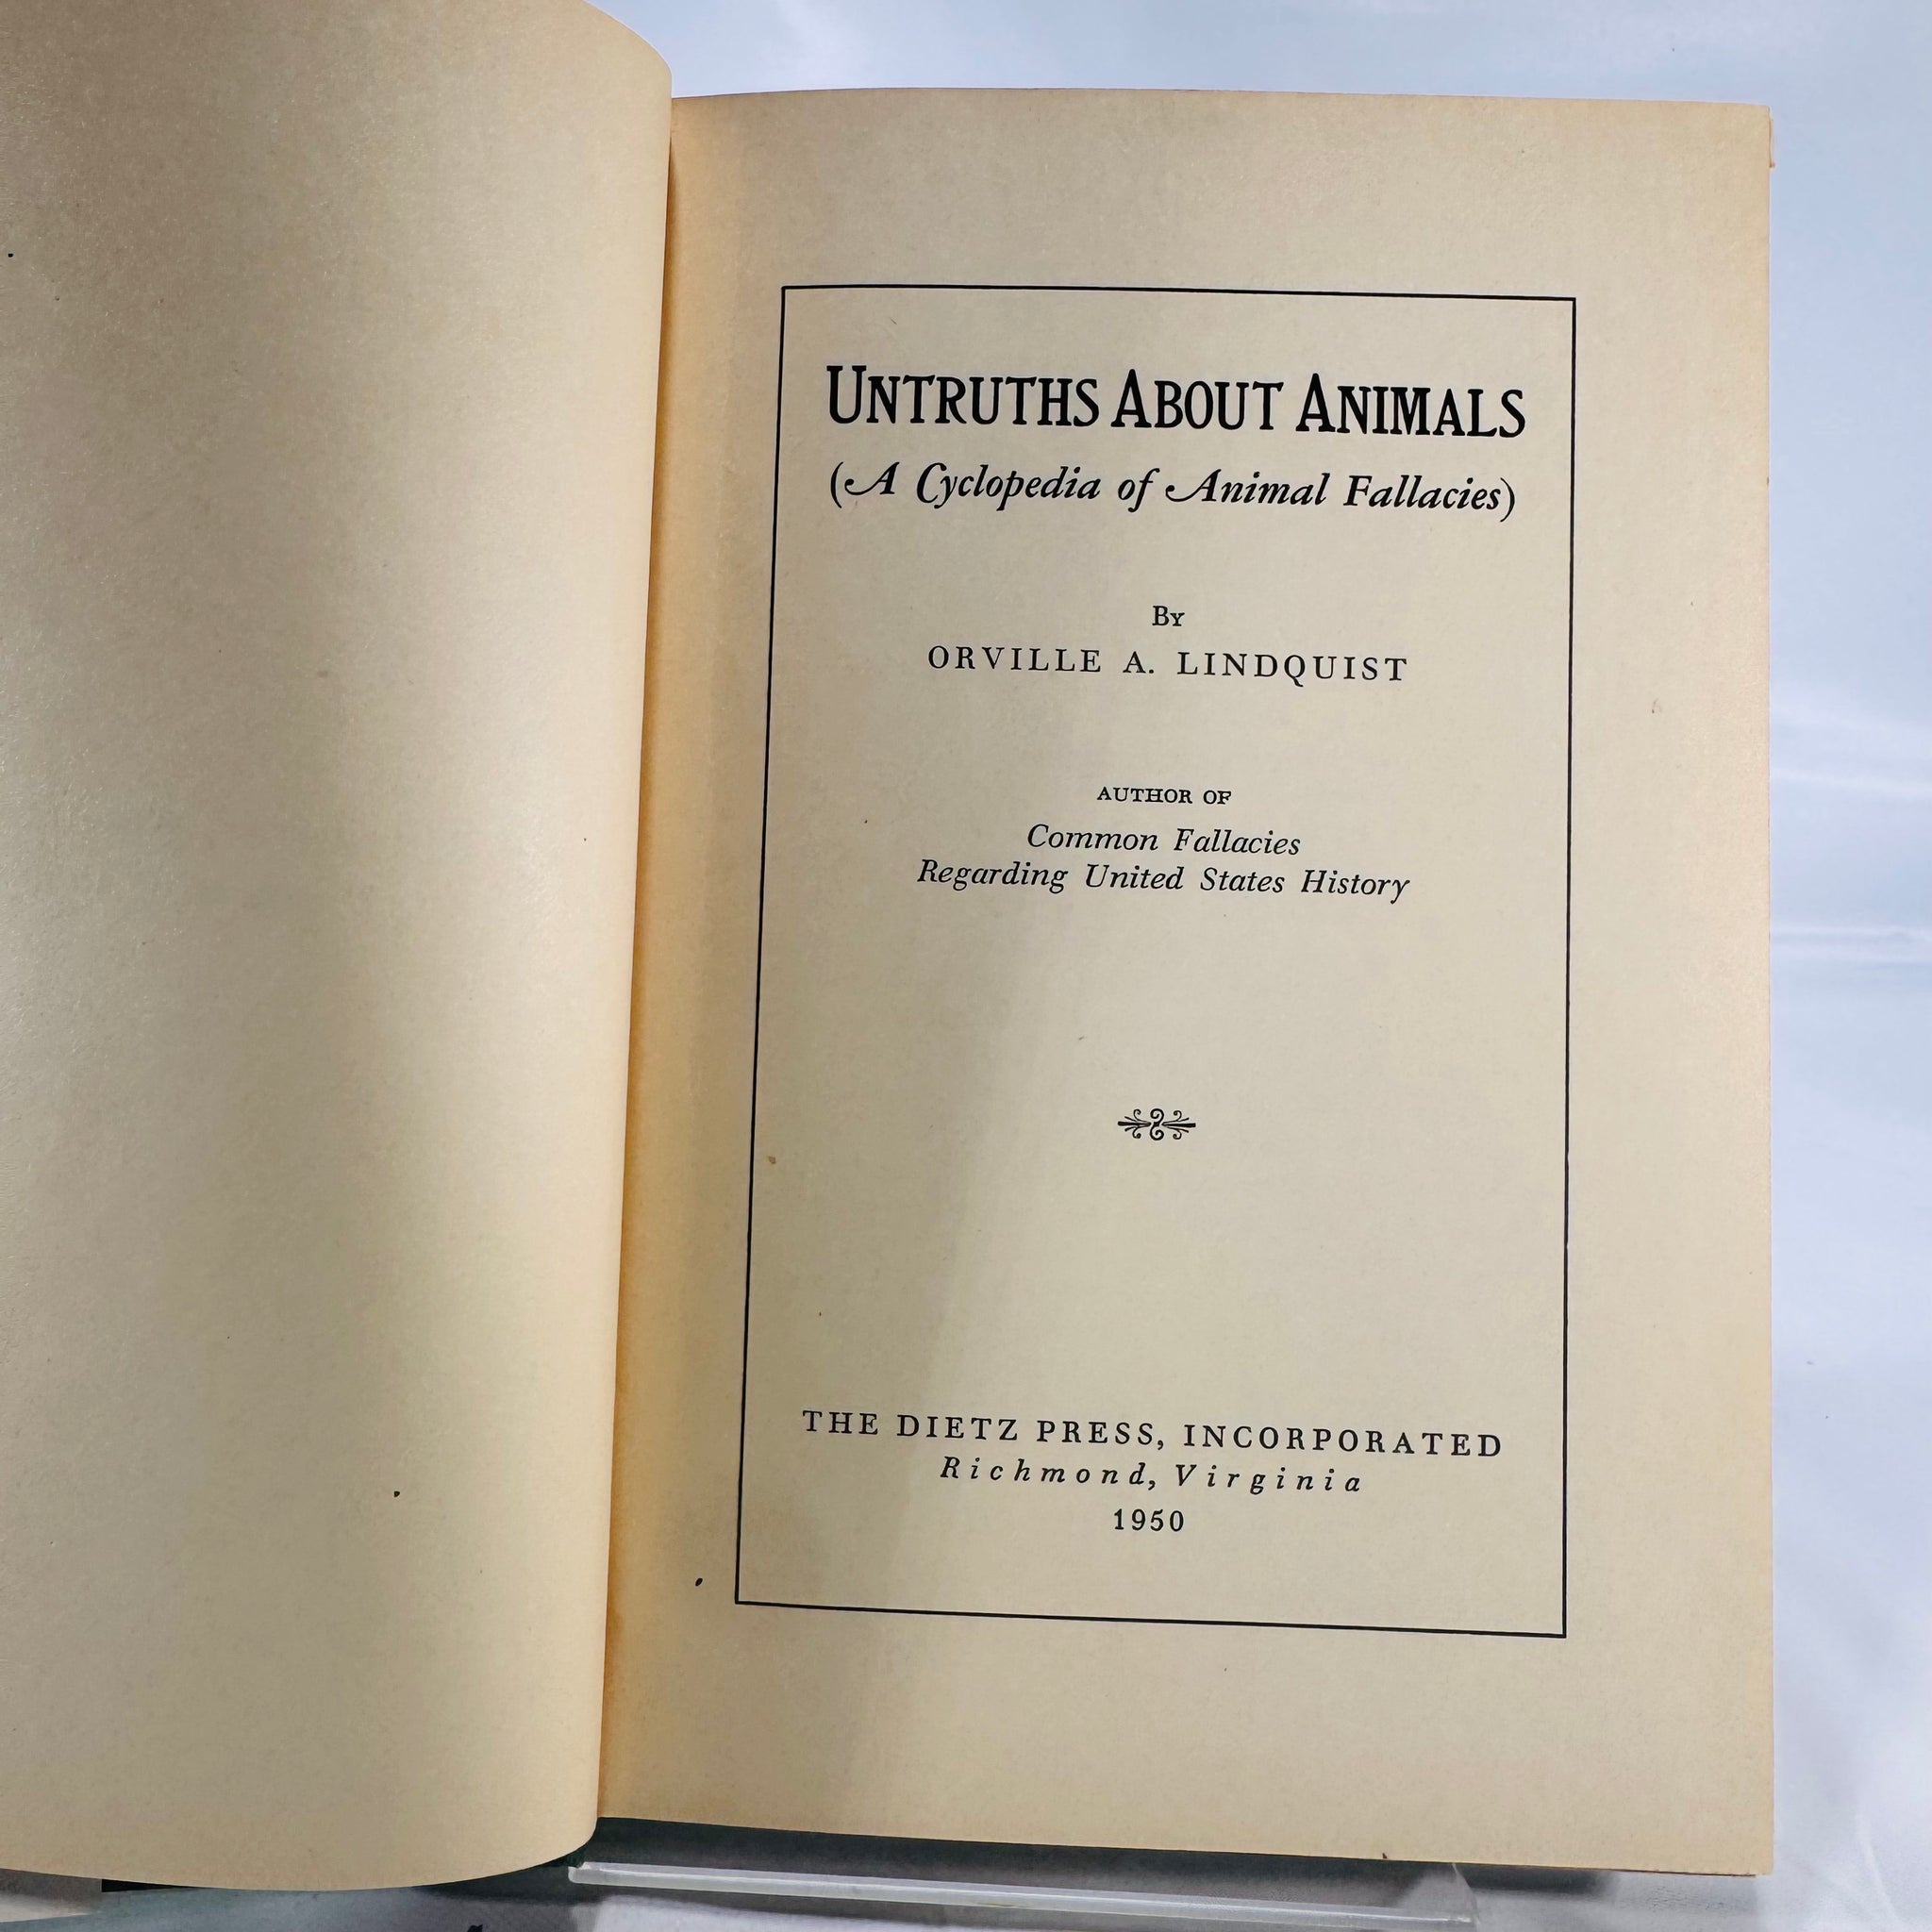 UNTRUTHS ABOUT ANIMALS
(A Cyclopedia of Animal Fallacies)
By
ORVILLE A. LINDQUIST
AUTHOR OF
Common Fallacies
Regarding United States History
THE DIETZ PRESS, INCORPORATED
Richmond, Virginia
1950